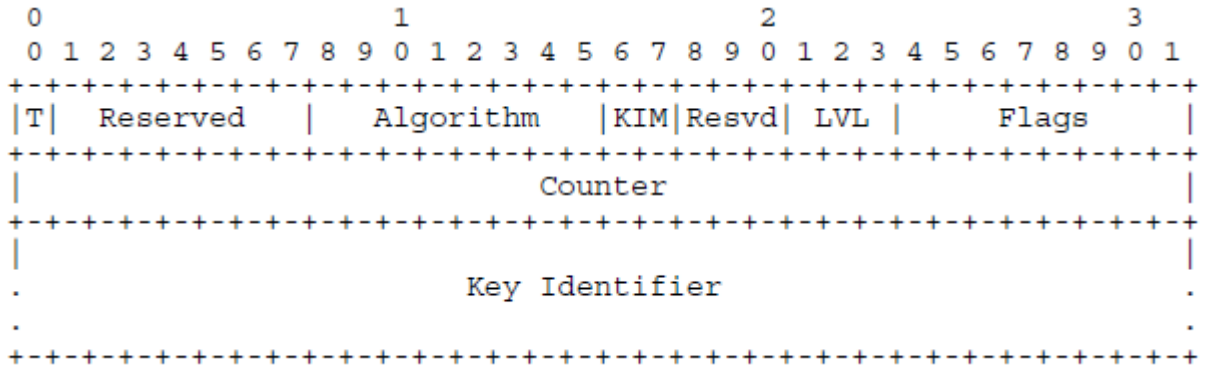 0                   1                   2                   3
0 1 2 3 4 5 6 7 8 9 0 1 2 3 4 5 6 7 8 9 0 1 2 3 4 5 6 7 8 9 0 1
+-+-+-+-+-+-+-+-+-+-+-+-+-+-+-+-+-+-+-+-+-+-+-+-+-+-+-+-+-+-+-+-+
|T|  Reserved   |   Algorithm   |KIM|Resvd| LVL |     Flags     |
+-+-+-+-+-+-+-+-+-+-+-+-+-+-+-+-+-+-+-+-+-+-+-+-+-+-+-+-+-+-+-+-+
|                            Counter                            |
+-+-+-+-+-+-+-+-+-+-+-+-+-+-+-+-+-+-+-+-+-+-+-+-+-+-+-+-+-+-+-+-+
|                                                               |
.                        Key Identifier                         .
.                                                               .
+-+-+-+-+-+-+-+-+-+-+-+-+-+-+-+-+-+-+-+-+-+-+-+-+-+-+-+-+-+-+-+-+